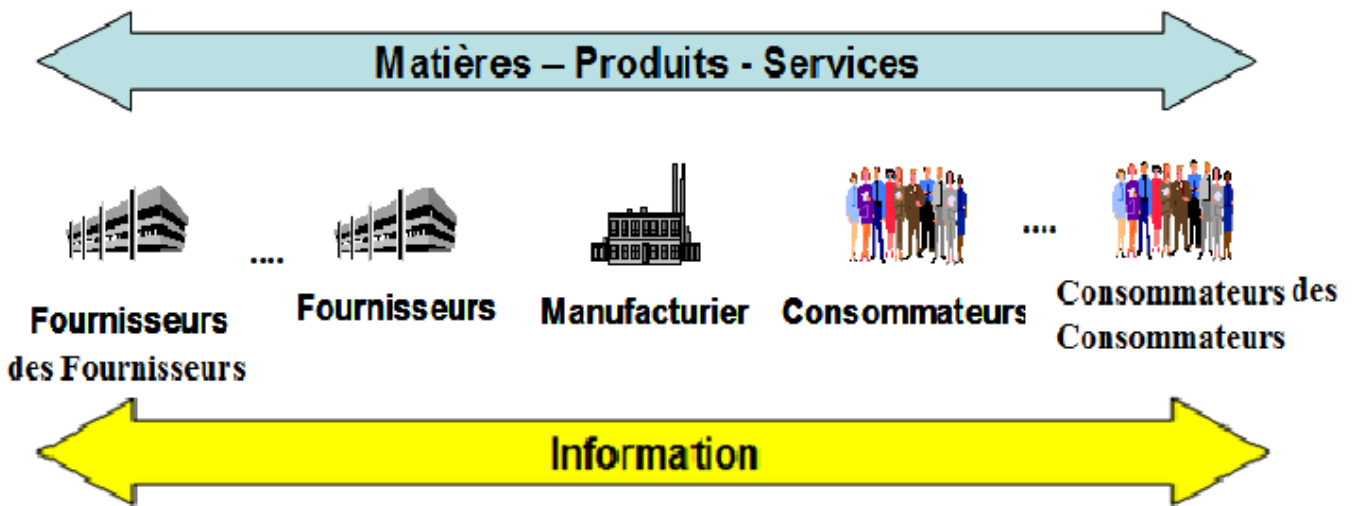 Matières – Produits - Services
....
....
Fournisseurs
des Fournisseurs
Fournisseurs
Manufacturier
Consommateurs
Consommateurs des
Consommateurs
Information